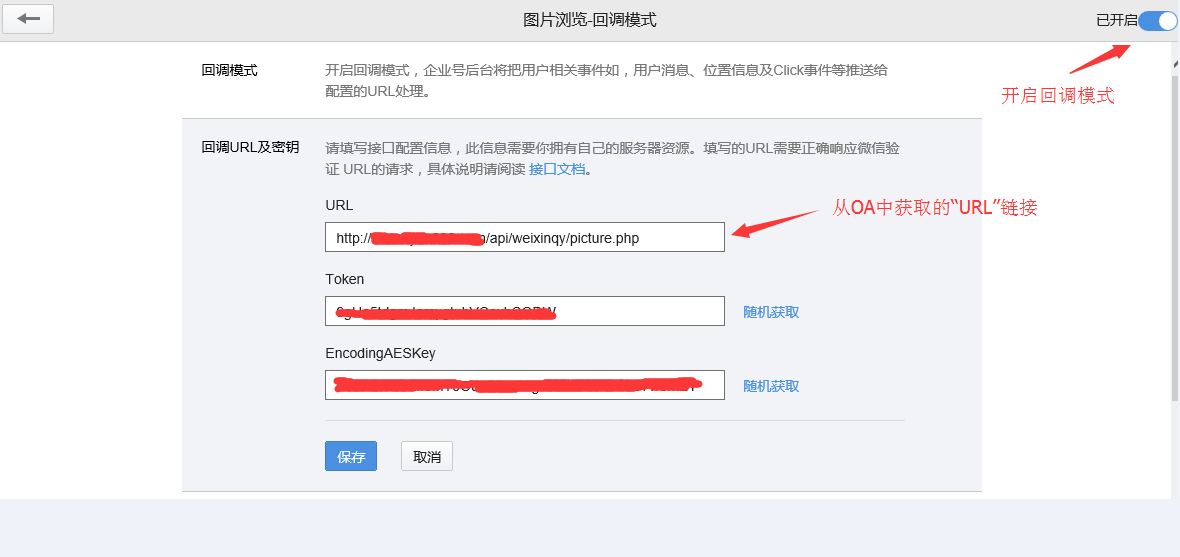 图片浏览-回调模式
已开启
开启回调模式
回调模式
开启回调模式，企业号后台将把用户相关事件如，用户消息、位置信息及Click事件等推送给
配置的URL处理。
回调URL及密钥
请填写接口配置信息，此信息需要你拥有自己的服务器资源。填写的URL需要正确响应微信验
证 URL的请求，具体说明请阅读 接口文档。
URL
从OA中获取的“URL”链接
http:// /api/weixinqy/picture.php
Token
随机获取
EncodingAESKey
随机获取
保存
取消